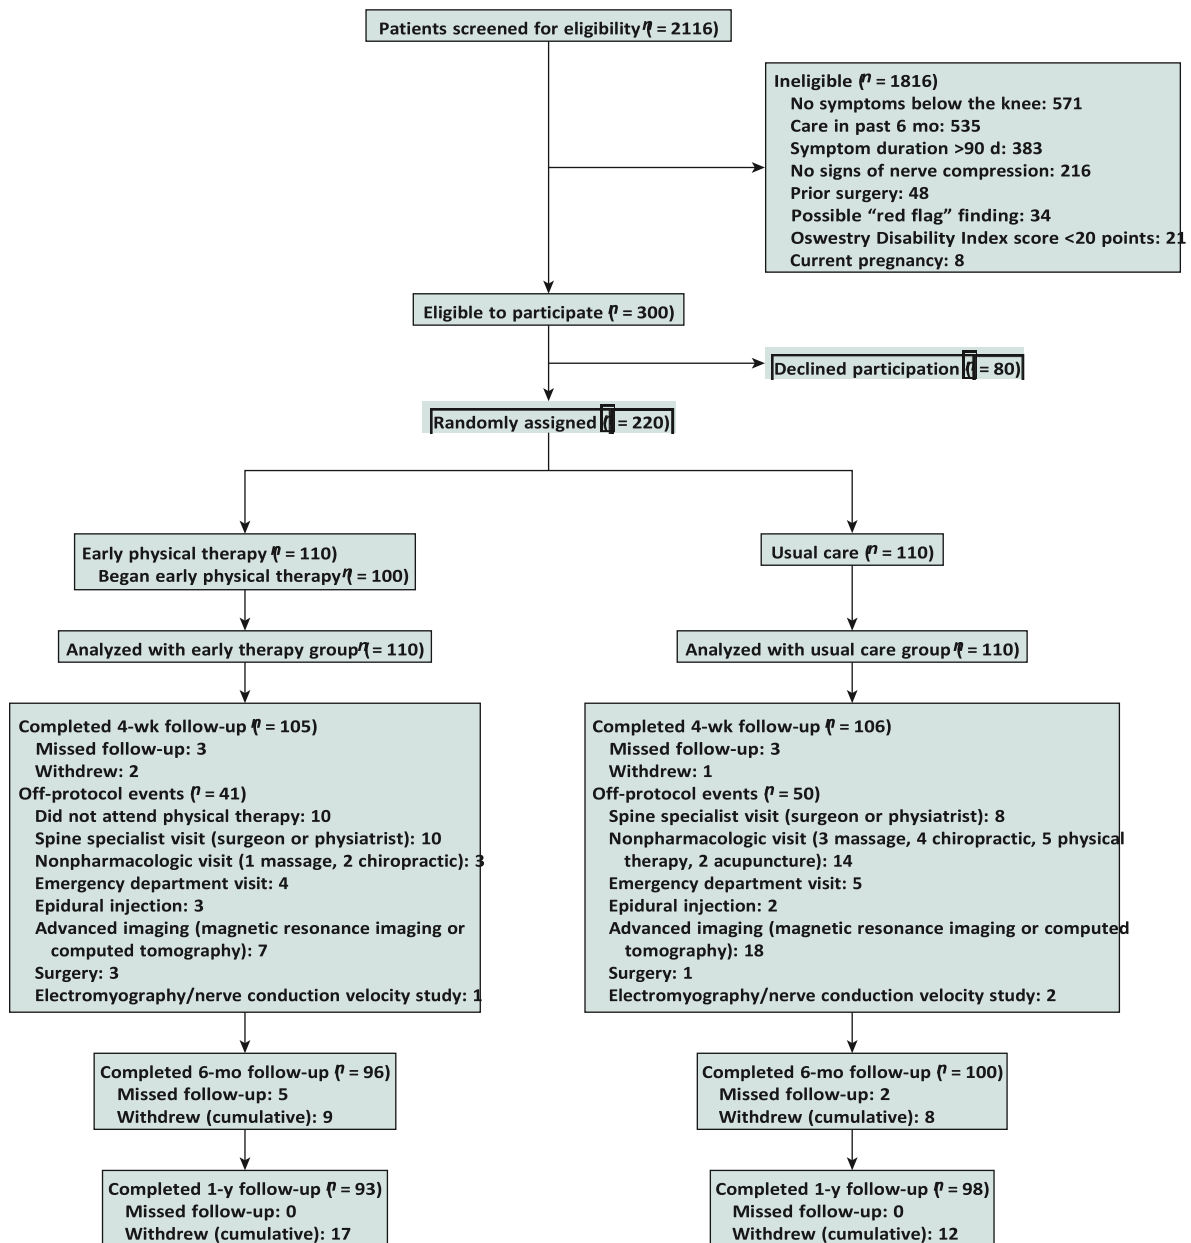 Patients screened for eligibility (n = 2116)
Ineligible (n = 1816)
No symptoms below the knee: 571
Care in past 6 mo: 535
Symptom duration >90 d: 383
No signs of nerve compression: 216
Prior surgery: 48
Possible “red flag” finding: 34
Oswestry Disability Index score <20 points: 21
Current pregnancy: 8
Eligible to participate (n = 300)
Declined participation (n = 80)
Randomly assigned (n = 220)
Early physical therapy (n = 110)
Began early physical therapy (n = 100)
Usual care (n = 110)
Analyzed with early therapy group (n = 110)
Analyzed with usual care group (n = 110)
Completed 4-wk follow-up (n = 105)
Missed follow-up: 3
Withdrew: 2
Off-protocol events (n = 41)
Did not attend physical therapy: 10
Spine specialist visit (surgeon or physiatrist): 10
Nonpharmacologic visit (1 massage, 2 chiropractic): 3
Emergency department visit: 4
Epidural injection: 3
Advanced imaging (magnetic resonance imaging or
computed tomography): 7
Surgery: 3
Electromyography/nerve conduction velocity study: 1
Completed 4-wk follow-up (n = 106)
Missed follow-up: 3
Withdrew: 1
Off-protocol events (n = 50)
Spine specialist visit (surgeon or physiatrist): 8
Nonpharmacologic visit (3 massage, 4 chiropractic, 5 physical
therapy, 2 acupuncture): 14
Emergency department visit: 5
Epidural injection: 2
Advanced imaging (magnetic resonance imaging or computed
tomography): 18
Surgery: 1
Electromyography/nerve conduction velocity study: 2
Completed 6-mo follow-up (n = 96)
Missed follow-up: 5
Withdrew (cumulative): 9
Completed 6-mo follow-up (n = 100)
Missed follow-up: 2
Withdrew (cumulative): 8
Completed 1-y follow-up (n = 93)
Missed follow-up: 0
Withdrew (cumulative): 17
Completed 1-y follow-up (n = 98)
Missed follow-up: 0
Withdrew (cumulative): 12